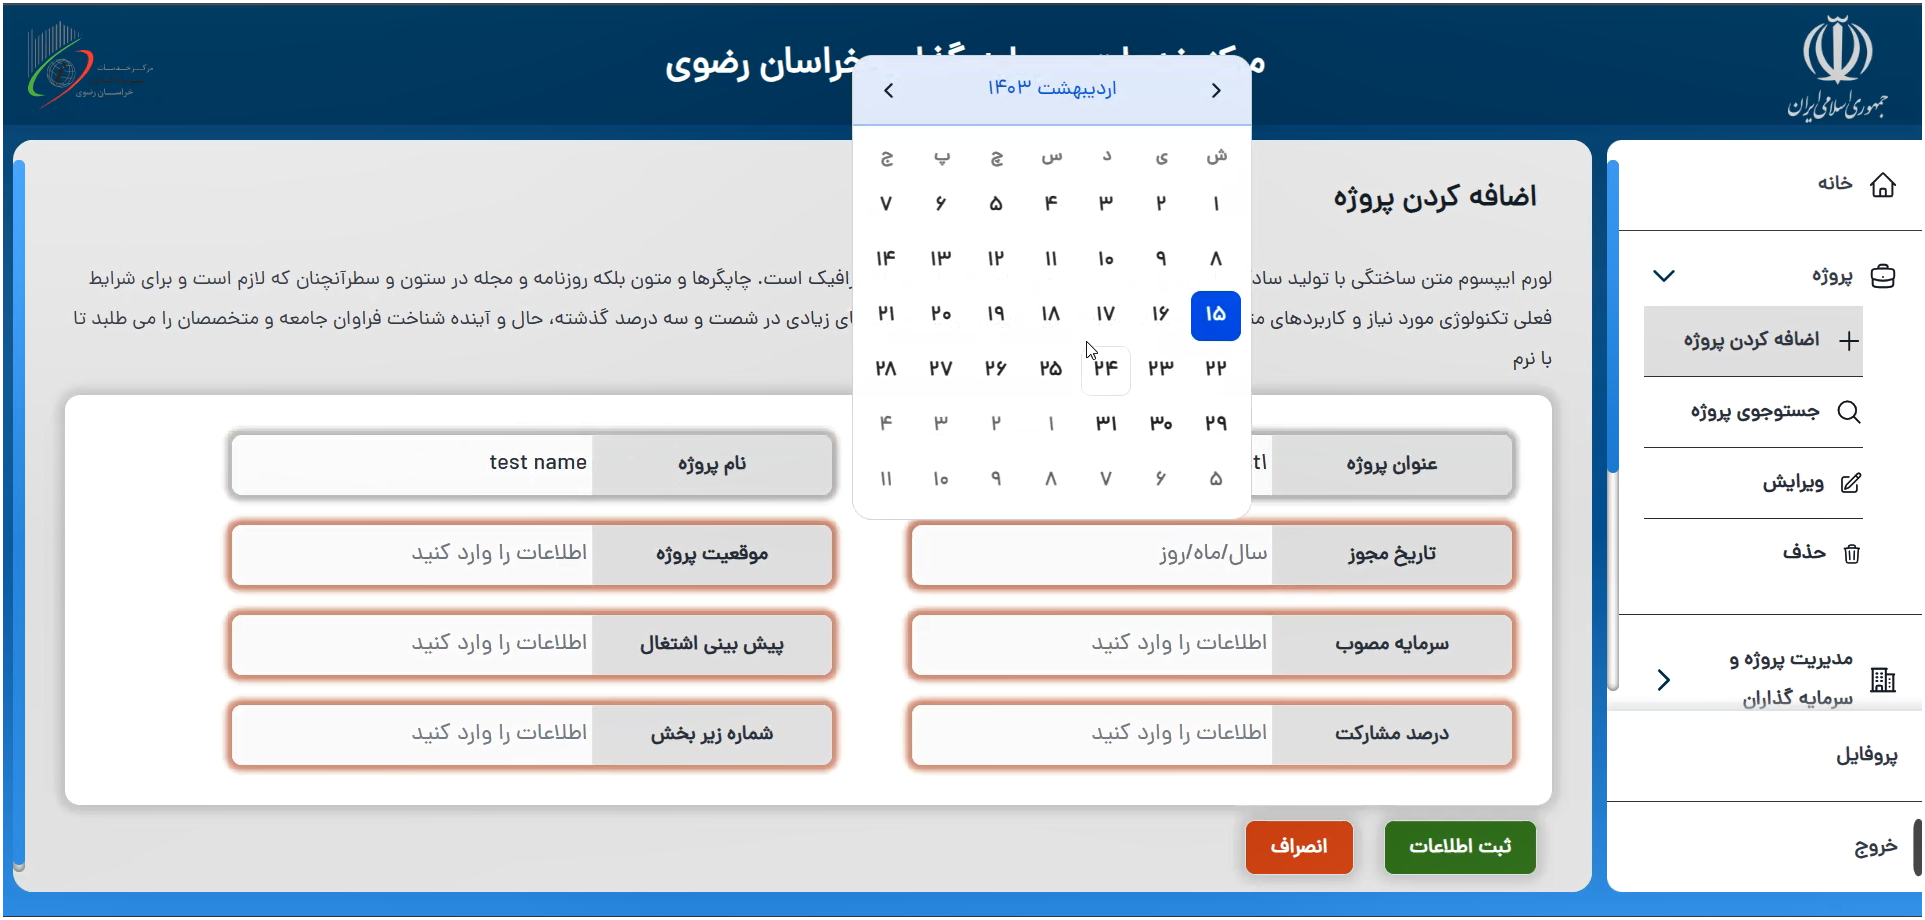 جمهوری اسلامی ایران
خراسان رضوی
مرکز خدمات
خراسان رضوی
خانه
پروژه
اضافه کردن پروژه
جستوجوی پروژه
ویرایش
حذف
مدیریت پروژه و
سرمایه گذاران
پروفایل
خروج
اضافه کردن پروژه
لورم ایپسوم متن ساختگی با تولید ساد
رافیک است. چاپگرها و متون بلکه روزنامه و مجله در ستون و سطرآنچنان که لازم است و برای شرایط
فعلی تکنولوژی مورد نیاز و کاربردهای
ای زیادی در شصت و سه درصد گذشته، حال و آینده شناخت فراوان جامعه و متخصصان را می طلبد تا
با نرم
اردیبهشت ۱۴۰۳
ش ی د س چ پ ج
۱ ۲ ۳ ۴ ۵ ۶ ۷
۸ ۹ ۱۰ ۱۱ ۱۲ ۱۳ ۱۴
۱۵ ۱۶ ۱۷ ۱۸ ۱۹ ۲۰ ۲۱
۲۲ ۲۳ ۲۴ ۲۵ ۲۶ ۲۷ ۲۸
۲۹ ۳۰ ۳۱ ۱ ۲ ۳ ۴
۵ ۶ ۷ ۸ ۹ ۱۰ ۱۱
عنوان پروژه
نام پروژه test name
تاریخ مجوز سال/ماه/روز
موقعیت پروژه اطلاعات را وارد کنید
سرمایه مصوب اطلاعات را وارد کنید
پیش بینی اشتغال اطلاعات را وارد کنید
درصد مشارکت اطلاعات را وارد کنید
شماره زیر بخش اطلاعات را وارد کنید
ثبت اطلاعات
انصراف